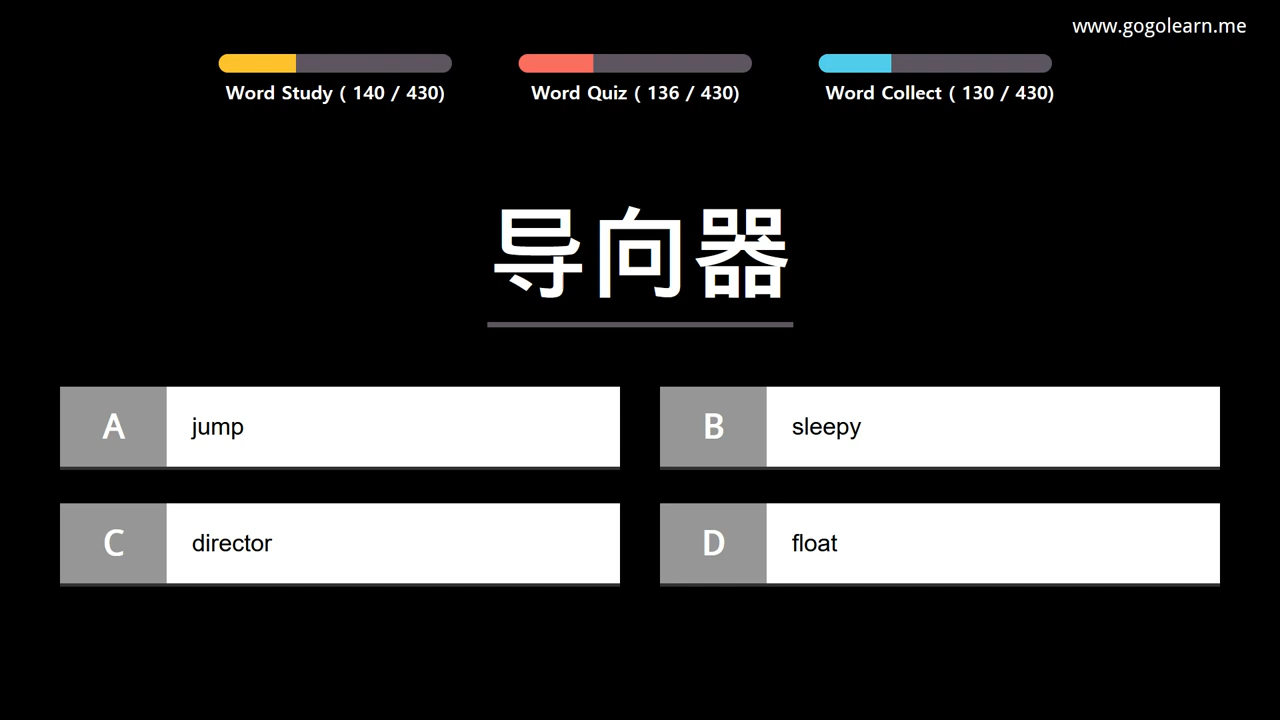 www.gogolearn.me
Word Study ( 140 / 430)
Word Quiz ( 136 / 430)
Word Collect ( 130 / 430)
导向器
A jump
B sleepy
C director
D float